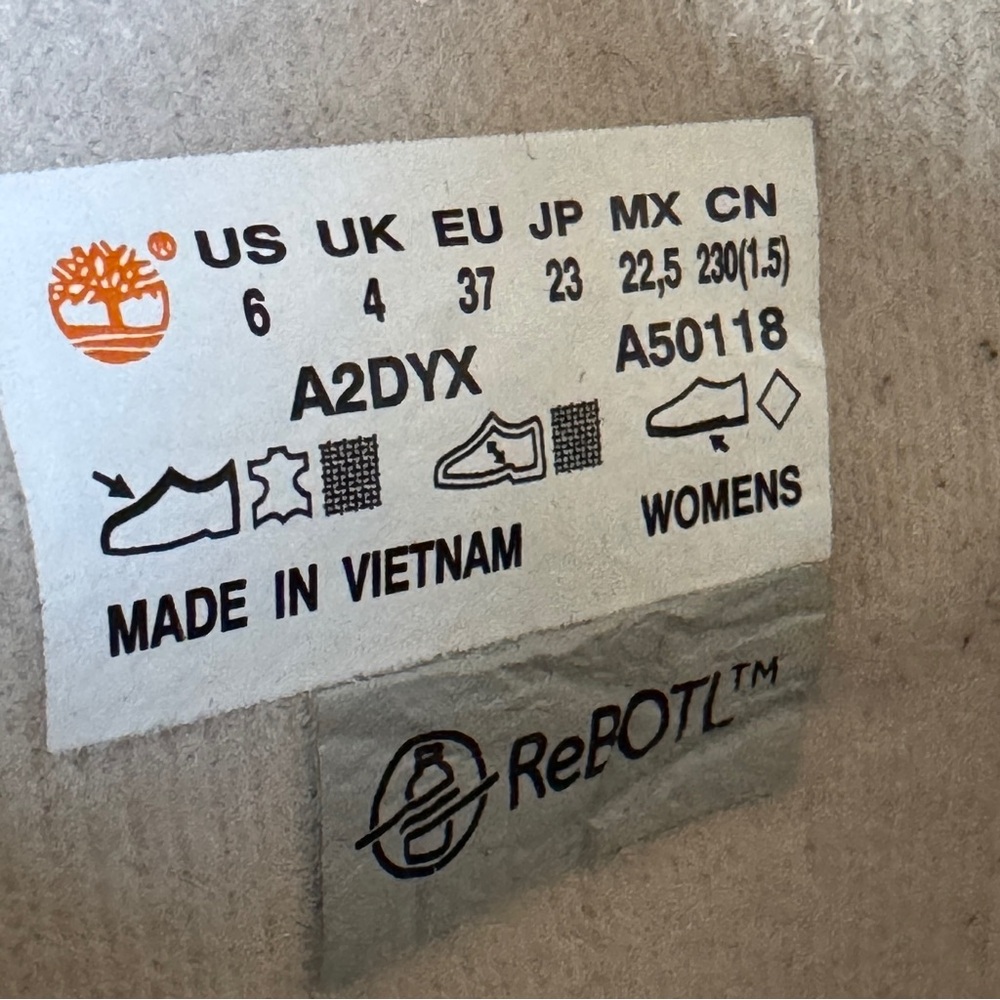 ® US UK EU JP MX CN
6 4 37 23 22,5 230(1.5)
A2DYX A50118
WOMENS
MADE IN VIETNAM
ReBOTL™